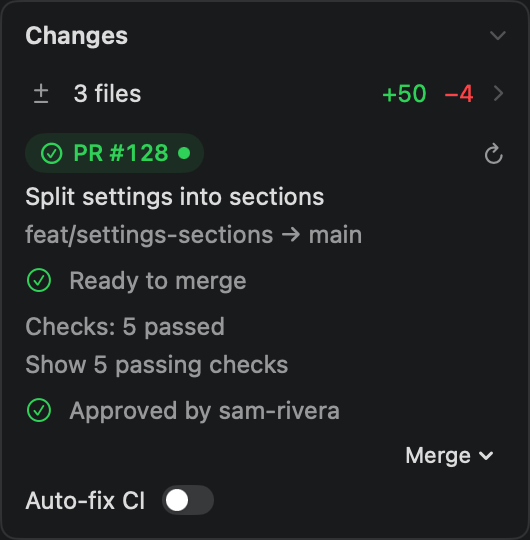 Changes
± 3 files +50 −4
PR #128
Split settings into sections
feat/settings-sections → main
Ready to merge
Checks: 5 passed
Show 5 passing checks
Approved by sam-rivera
Merge
Auto-fix CI